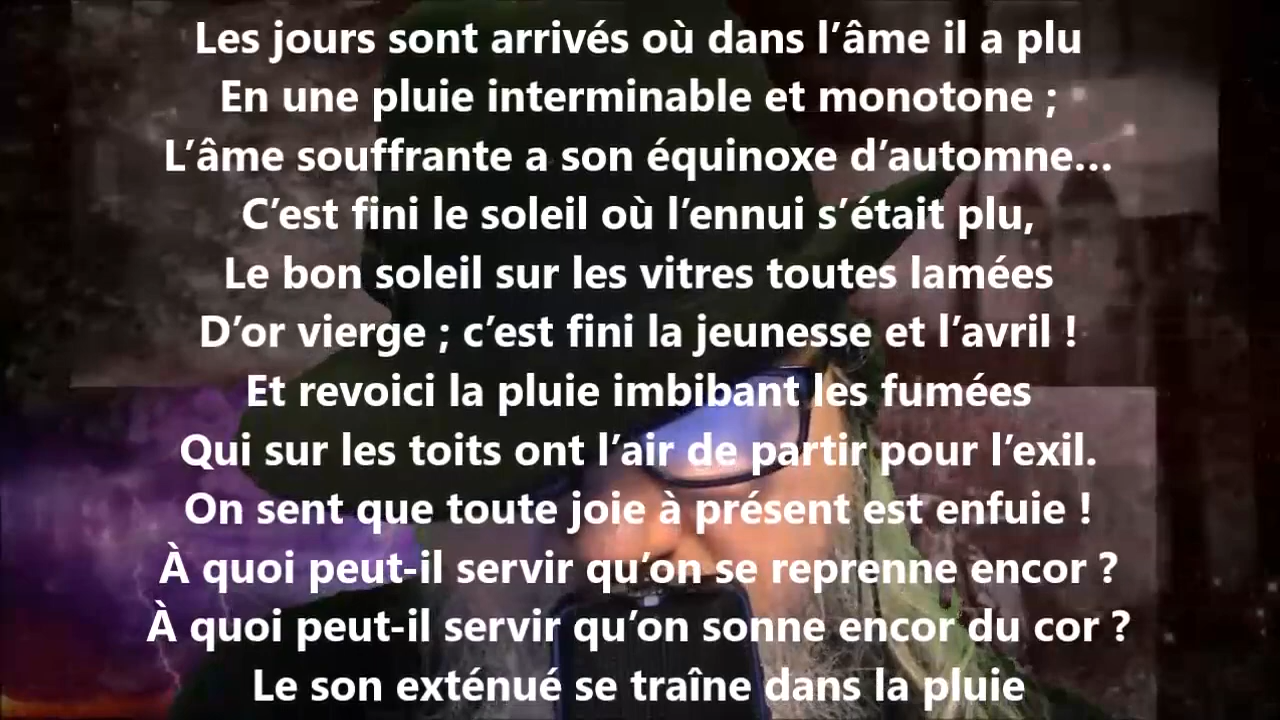 Les jours sont arrivés où dans l’âme il a plu
En une pluie interminable et monotone ;
L’âme souffrante a son équinoxe d’automne…
C’est fini le soleil où l’ennui s’était plu,
Le bon soleil sur les vitres toutes lamées
D’or vierge ; c’est fini la jeunesse et l’avril !
Et revoici la pluie imbibant les fumées
Qui sur les toits ont l’air de partir pour l’exil.
On sent que toute joie à présent est enfuie !
À quoi peut-il servir qu’on se reprenne encor ?
À quoi peut-il servir qu’on sonne encor du cor ?
Le son exténué se traîne dans la pluie